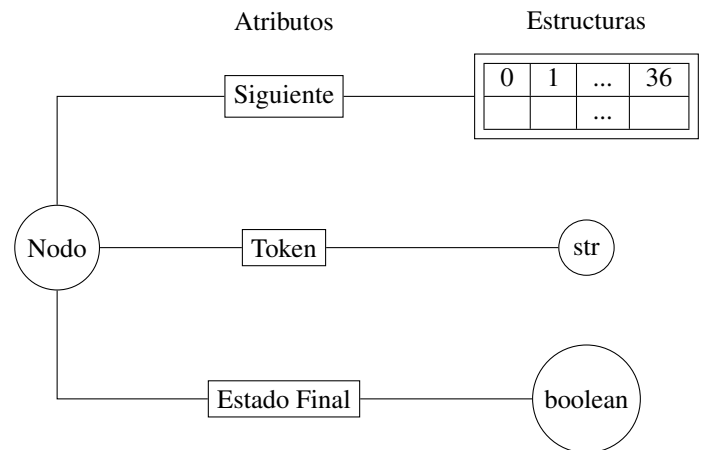 Atributos Estructuras
Siguiente 0 1 ... 36
...
Nodo Token str
Estado Final boolean